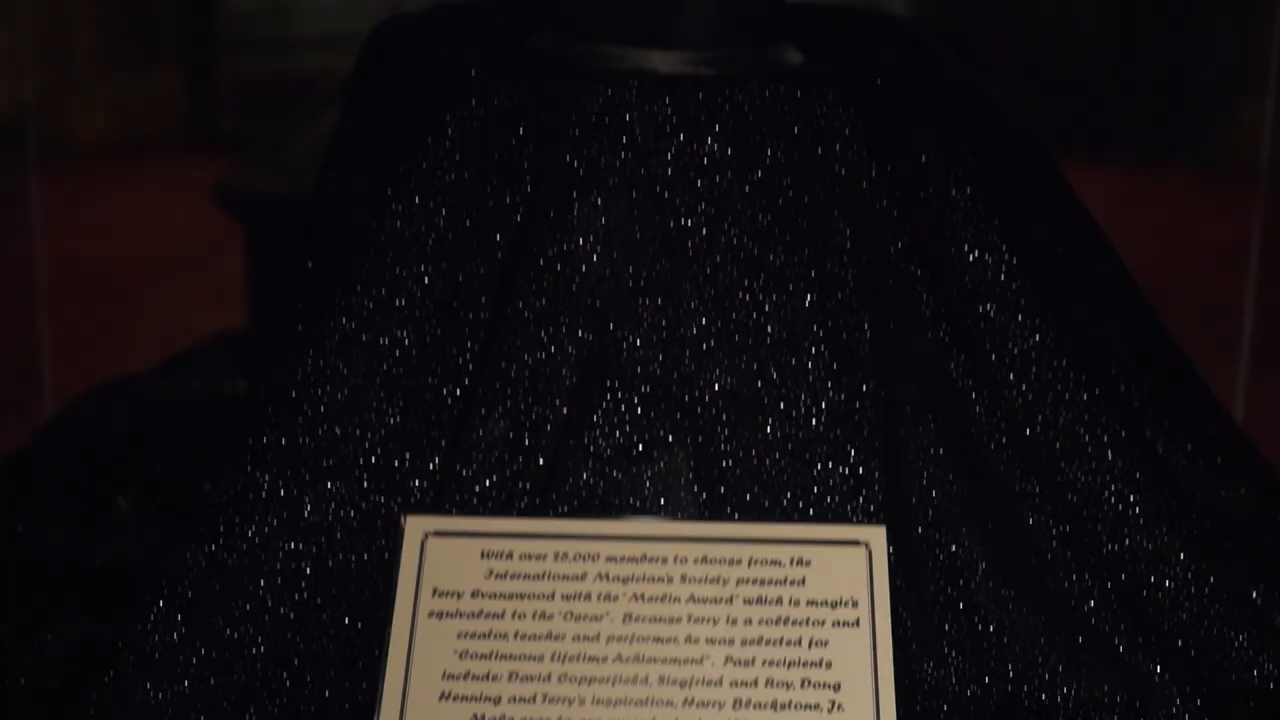 With over 25,000 members to choose from, the
International Magician's Society presented
Terry Evanswood with the "Merlin Award" which is magic's
equivalent to the "Oscar". Because Terry is a collector and
creator, teacher and performer, he was selected for
"Continuous Lifetime Achievement". Past recipients
include: David Copperfield, Siegfried and Roy, Doug
Henning and Terry's inspiration, Harry Blackstone, Jr.